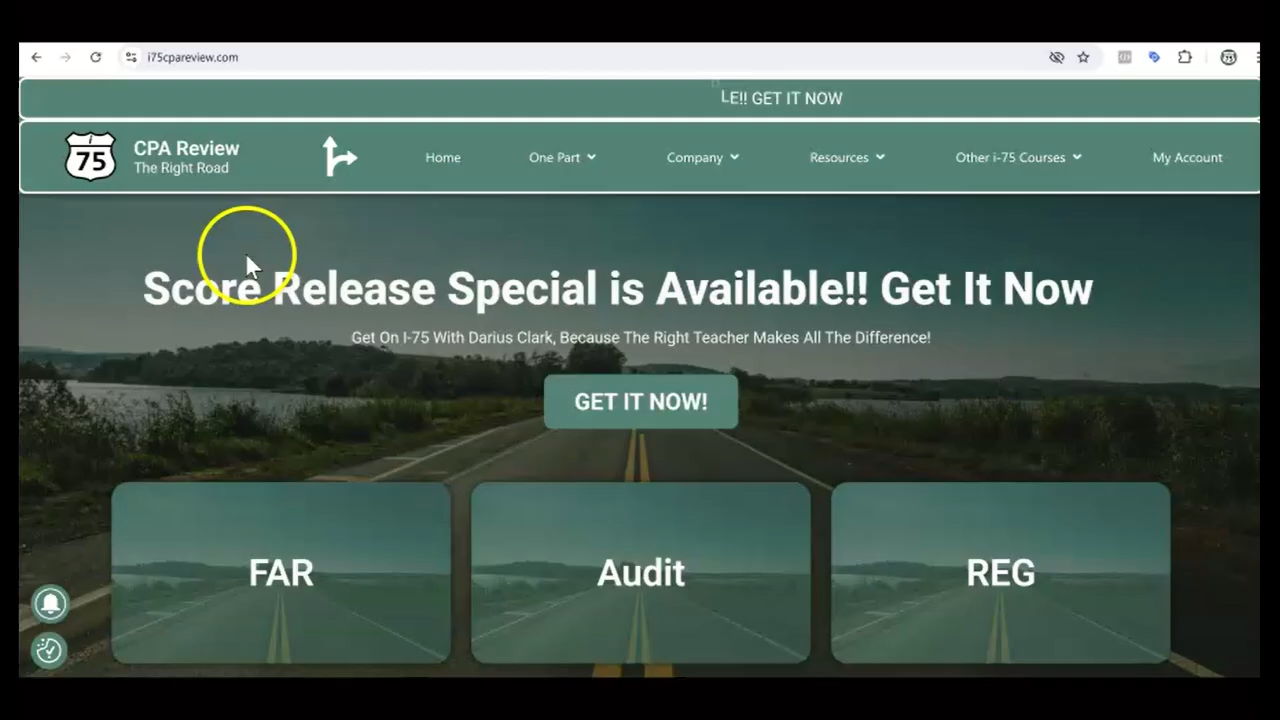 i75cpareview.com
LE!! GET IT NOW
i
75
CPA Review
The Right Road
Home
One Part
Company
Resources
Other i-75 Courses
My Account
Score Release Special is Available!! Get It Now
Get On I-75 With Darius Clark, Because The Right Teacher Makes All The Difference!
GET IT NOW!
FAR
Audit
REG